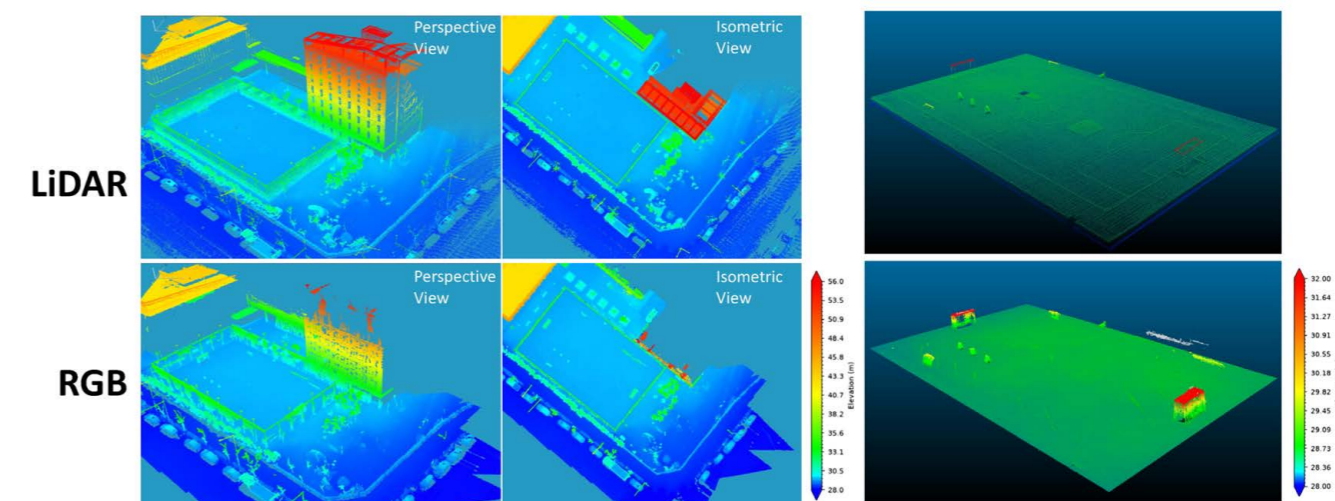 LiDAR
Perspective
View
Isometric
View
RGB
Perspective
View
Isometric
View
56.0
53.5
50.9
48.4
45.8
43.3
40.7
38.2
35.6
33.1
30.5
28.0
Elevation (m)
32.00
31.64
31.27
30.91
30.55
30.18
29.82
29.45
29.09
28.73
28.36
28.00